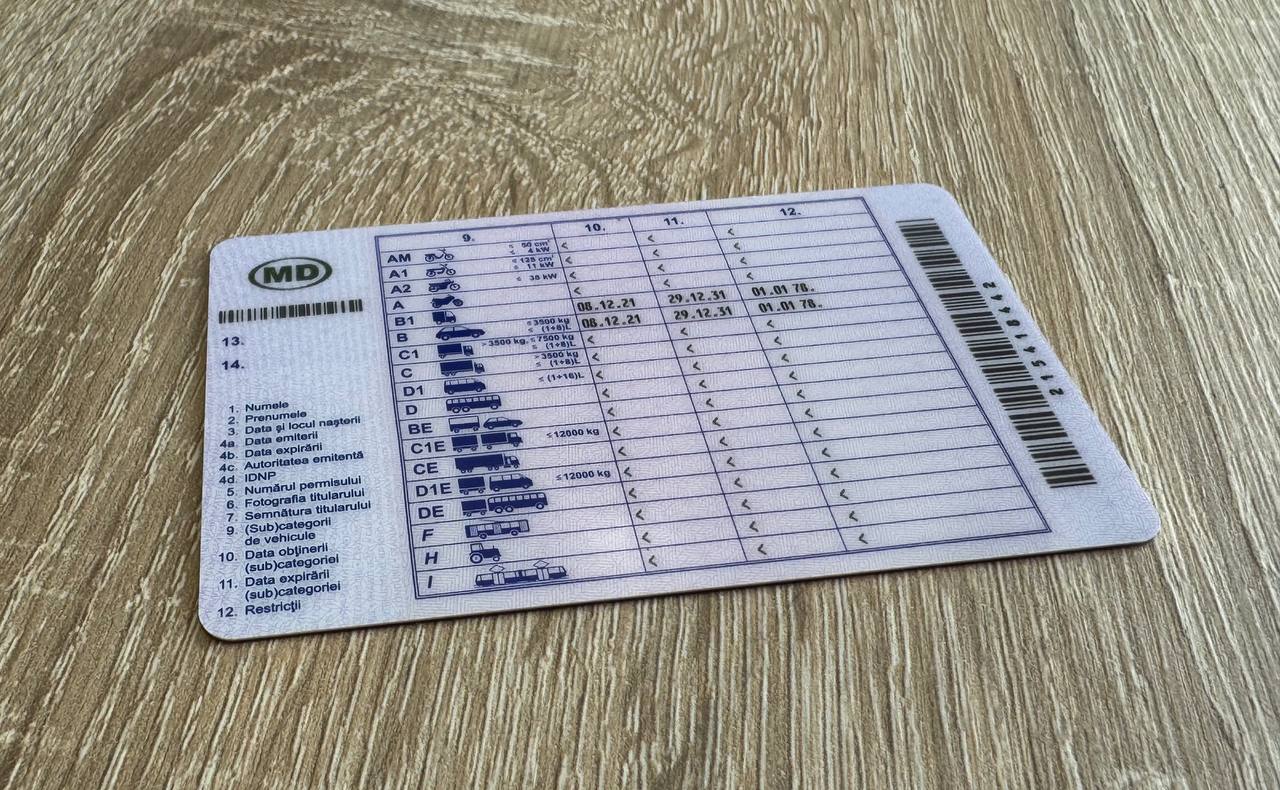 MD
13.
14.
1. Numele
2. Prenumele
3. Data și locul nașterii
4a. Data emiterii
4b. Data expirării
4c. Autoritatea emitentă
4d. IDNP
5. Numărul permisului
6. Fotografia titularului
7. Semnătura titularului
9. (Sub)categorii
de vehicule
10. Data obţinerii
(sub)categoriei
11. Data expirării
(sub)categoriei
12. Restricţii
9. 10. 11. 12.
AM ≤ 50 cm³ ≤ 4 kW < < <
A1 ≤ 125 cm³ ≤ 11 kW < < <
A2 ≤ 35 kW < < <
A < < <
B1 08.12.21 29.12.31 01.01 78.
B ≤3500 kg ≤ (1+8)L 08.12.21 29.12.31 01.01 78.
C1 >3500 kg, ≤7500 kg ≤ (1+8)L < < <
C >3500 kg ≤ (1+8)L < < <
D1 ≤ (1+16)L < < <
D < < <
BE < < <
C1E ≤12000 kg < < <
CE < < <
D1E ≤12000 kg < < <
DE < < <
F < < <
H < < <
I < < <
215418442